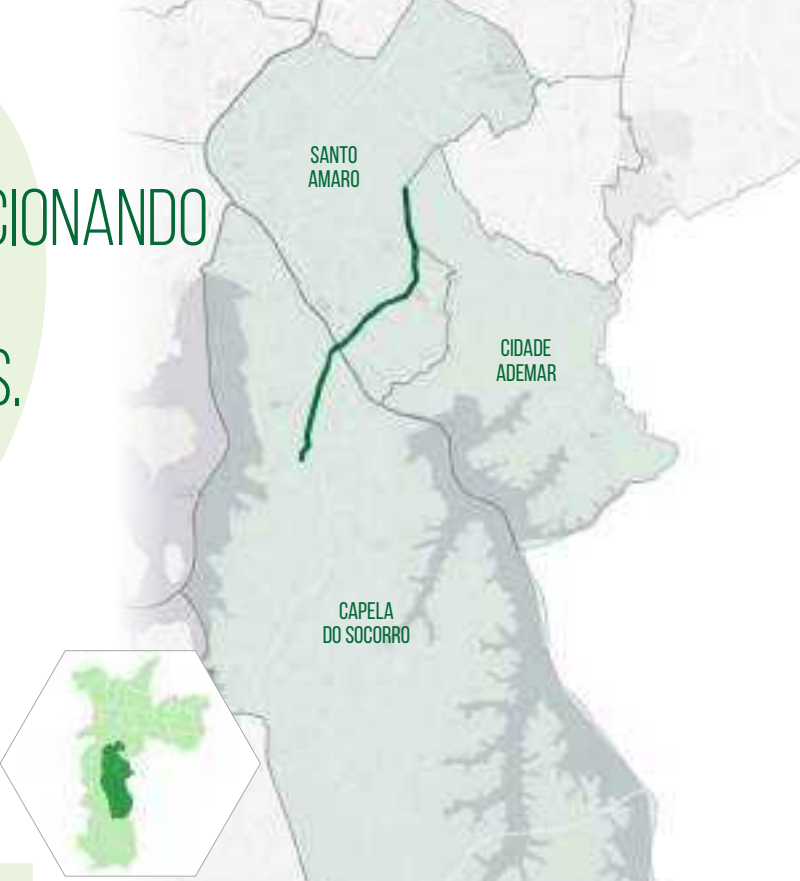 SANTO
AMARO
CIONANDO
S.
CIDADE
ADEMAR
CAPELA
DO SOCORRO